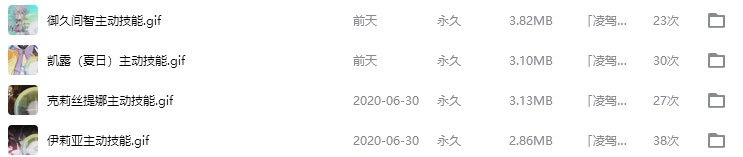 御久间智主动技能.gif 前天 永久 3.82MB 「凌驾... 23次
凯露（夏日）主动技能.gif 前天 永久 3.10MB 「凌驾... 30次
克莉丝提娜主动技能.gif 2020-06-30 永久 3.13MB 「凌驾... 27次
伊莉亚主动技能.gif 2020-06-30 永久 2.86MB 「凌驾... 38次